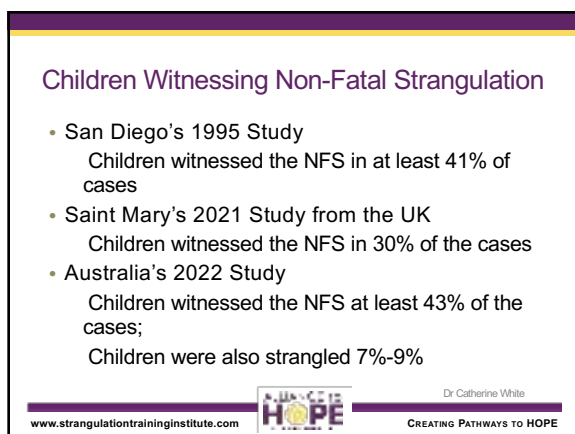 Children Witnessing Non-Fatal Strangulation
• San Diego's 1995 Study
Children witnessed the NFS in at least 41% of
cases
• Saint Mary's 2021 Study from the UK
Children witnessed the NFS in 30% of the cases
• Australia's 2022 Study
Children witnessed the NFS at least 43% of the
cases;
Children were also strangled 7%-9%
Dr Catherine White
www.strangulationtraininginstitute.com
HOPE
CREATING PATHWAYS TO HOPE